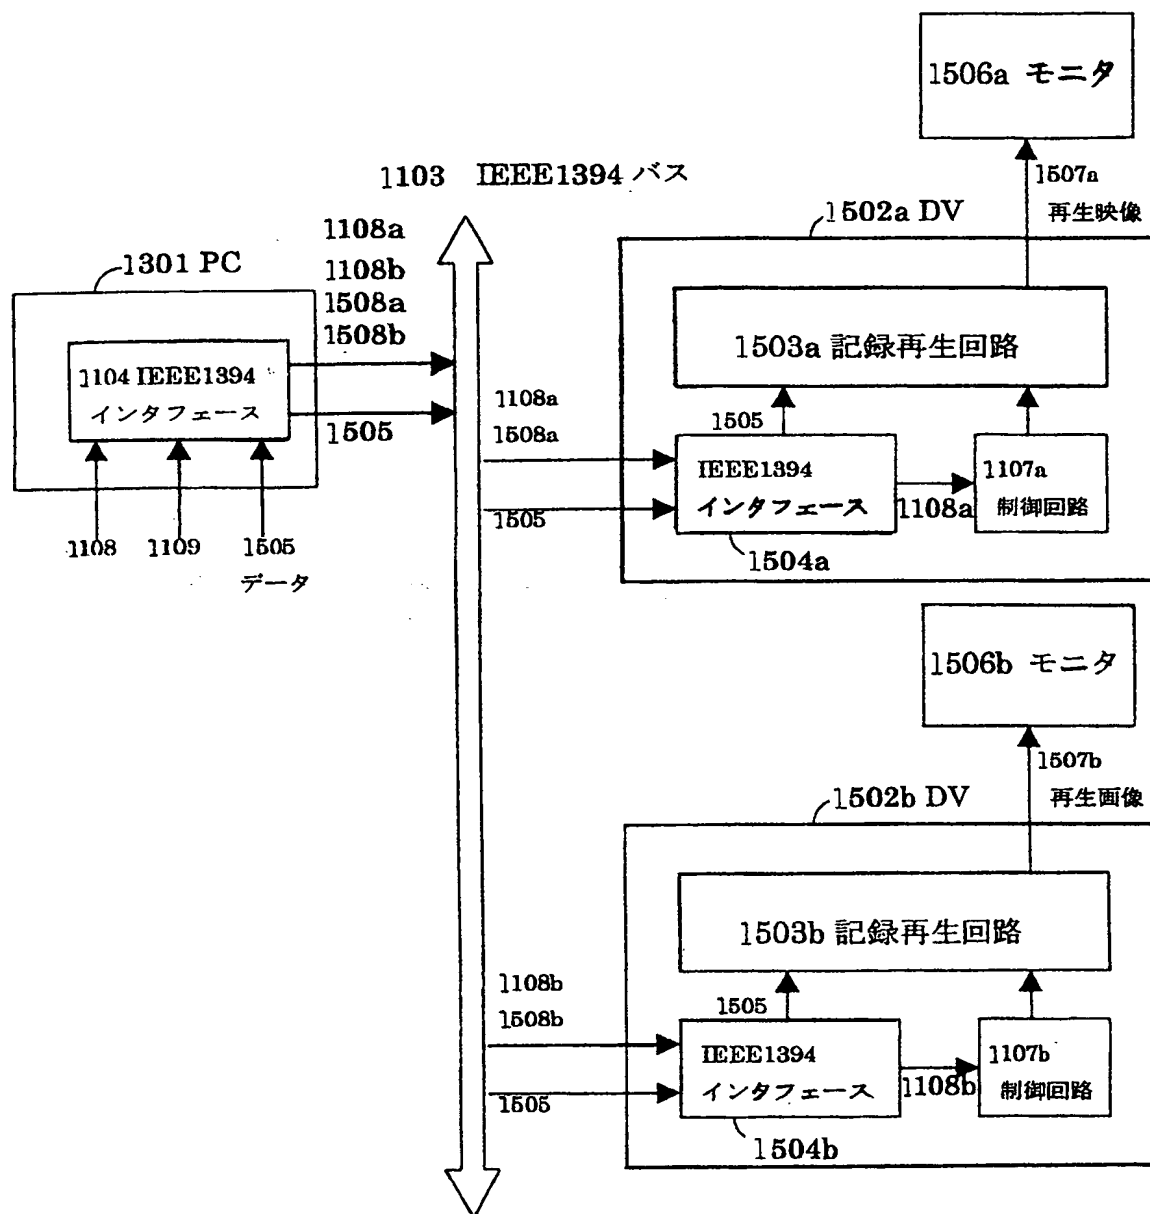 1506a モニタ
1103 IEEE1394 バス
1507a
再生映像
1502a DV
1108a
1108b
1508a
1508b
1301 PC
1503a 記録再生回路
1104 IEEE1394
インタフェース
1505
1108a
1508a
1505
1505
IEEE1394
インタフェース
1108a
1107a
制御回路
1504a
1108
1109
1505
データ
1506b モニタ
1507b
再生画像
1502b DV
1503b 記録再生回路
1108b
1508b
1505
1505
IEEE1394
インタフェース
1108b
1107b
制御回路
1504b